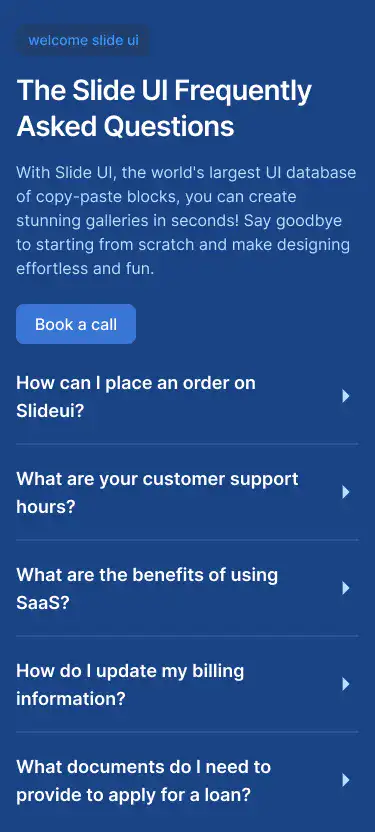 welcome slide ui
The Slide UI Frequently
Asked Questions
With Slide UI, the world's largest UI database
of copy-paste blocks, you can create
stunning galleries in seconds! Say goodbye
to starting from scratch and make designing
effortless and fun.
Book a call
How can I place an order on
Slideui?
What are your customer support
hours?
What are the benefits of using
SaaS?
How do I update my billing
information?
What documents do I need to
provide to apply for a loan?